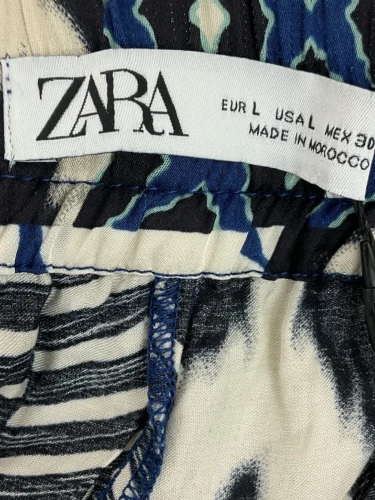 ZARA
EUR L USA L MEX 30
MADE IN MOROCCO